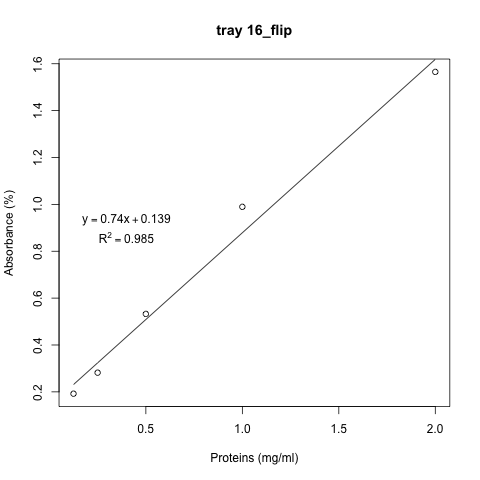 tray 16_flip
Absorbance (%)
1.6
1.4
1.2
1.0
0.8
0.6
0.4
0.2
y = 0.74x + 0.139
R² = 0.985
0.5 1.0 1.5 2.0
Proteins (mg/ml)